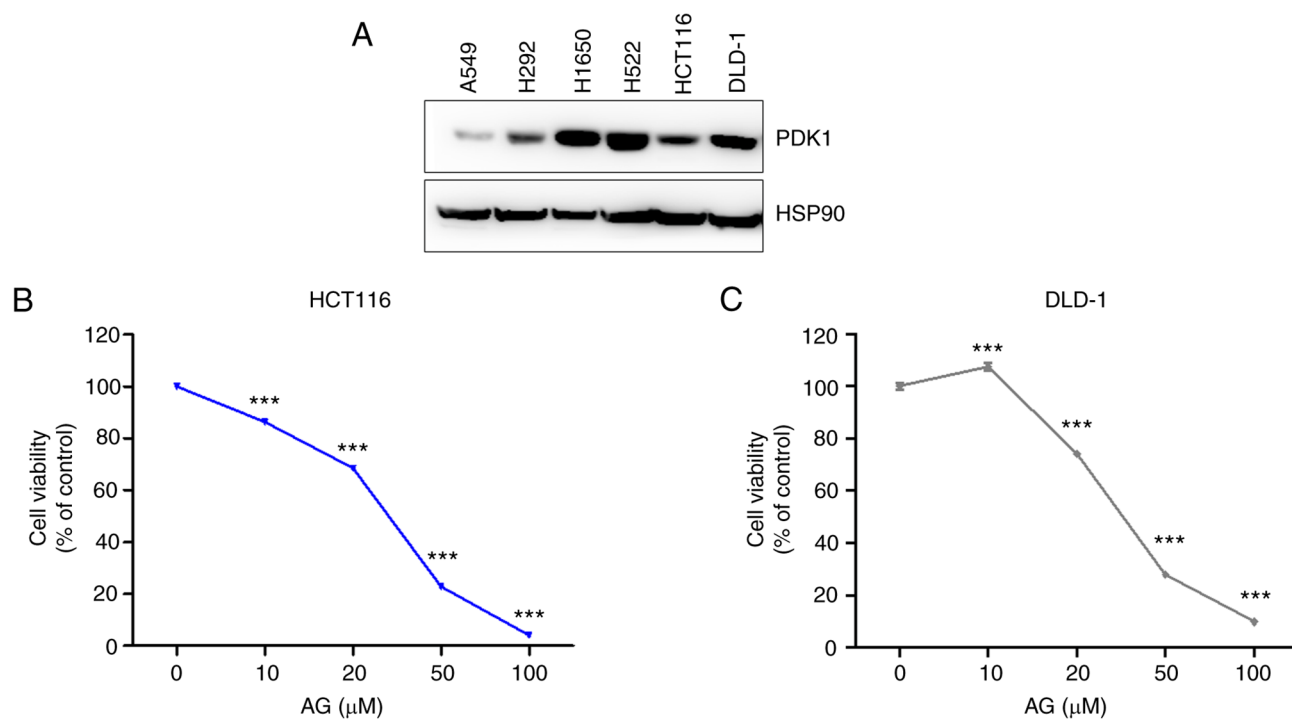 A
A549
H292
H1650
H522
HCT116
DLD-1
PDK1
HSP90
B
HCT116
120
100
80
60
40
20
0
Cell viability
(% of control)
***
***
***
***
0 10 20 50 100
AG (μM)
C
DLD-1
120
100
80
60
40
20
0
Cell viability
(% of control)
***
***
***
***
0 10 20 50 100
AG (μM)